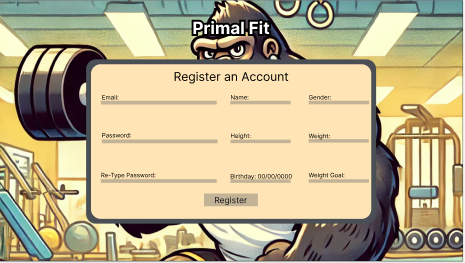 Primal Fit
Register an Account
Email: Name: Gender:
Password: Height: Weight:
Re-Type Password: Birthday: 00/00/0000 Weight Goal:
Register